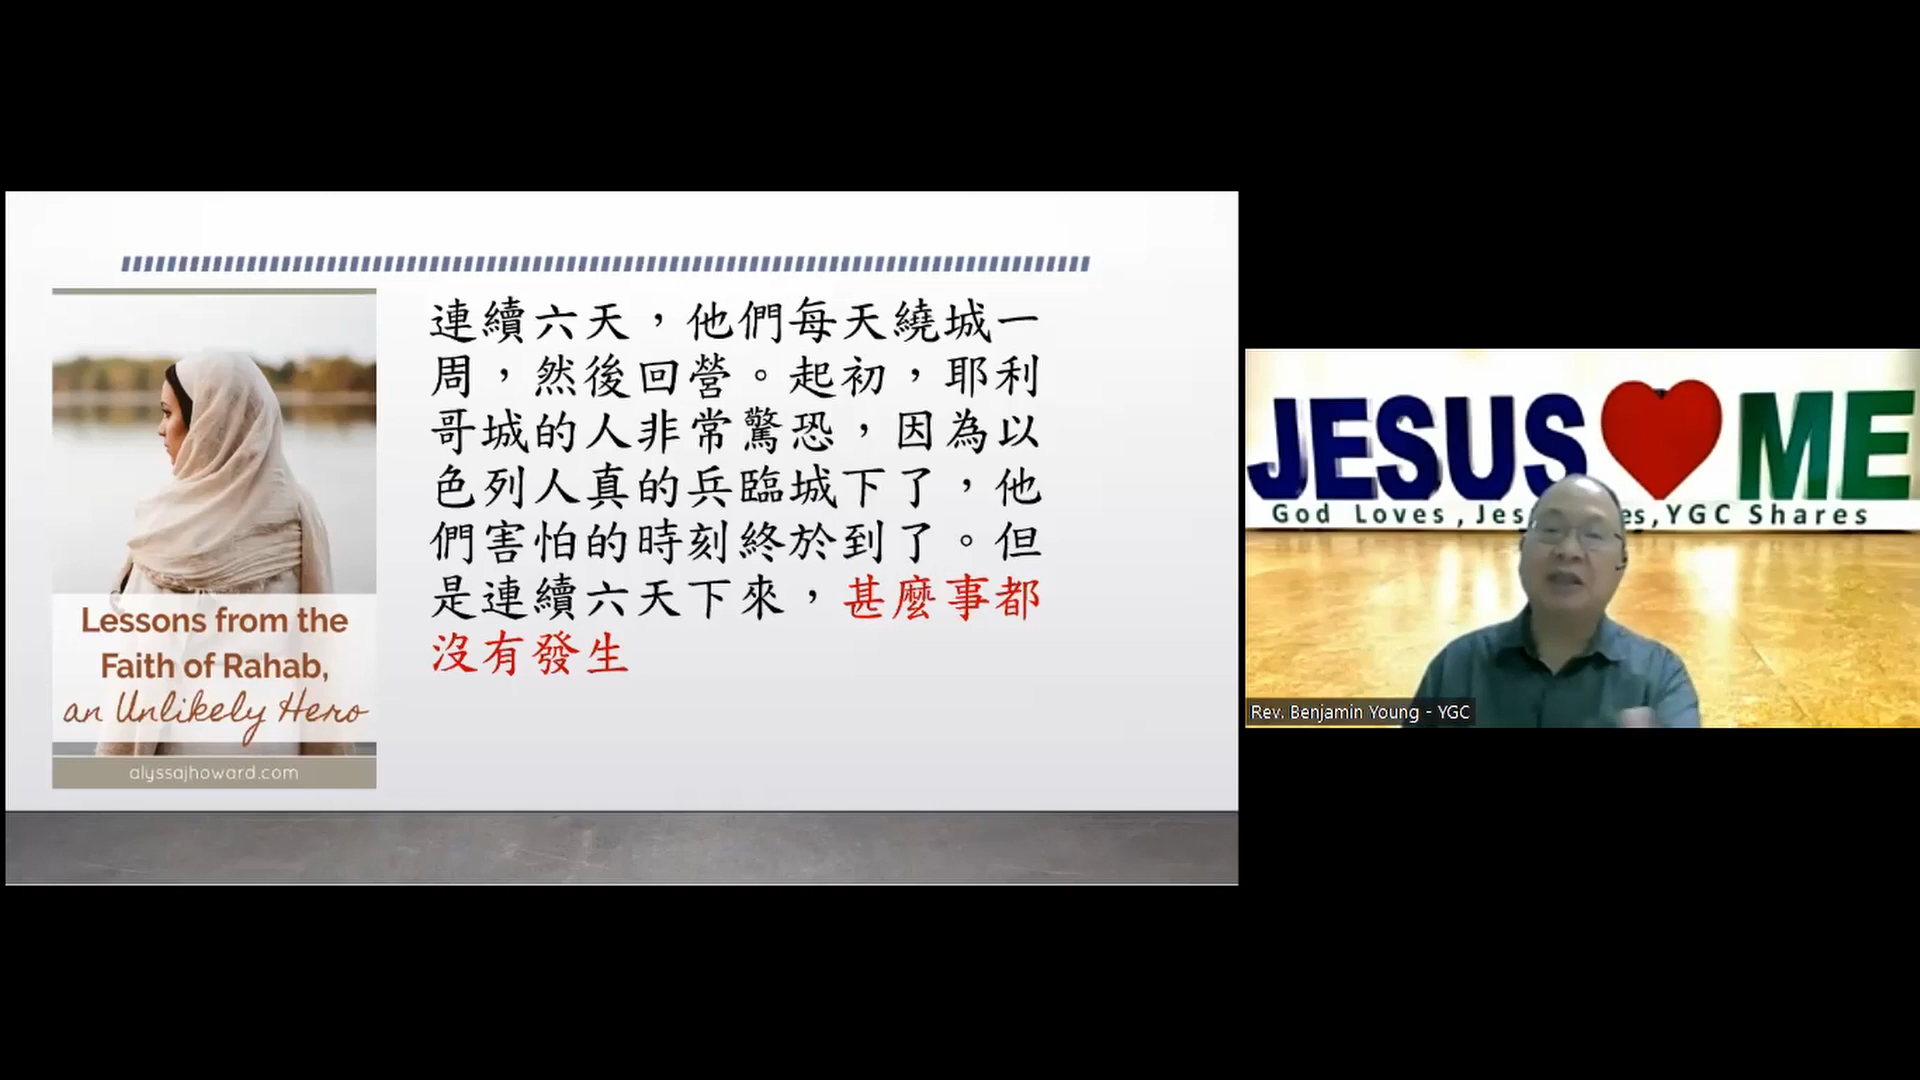 連續六天，他們每天繞城一
周，然後回營。起初，耶利
哥城的人非常驚恐，因為以
色列人真的兵臨城下了，他
們害怕的時刻終於到了。但
是連續六天下來，甚麼事都
沒有發生
Lessons from the
Faith of Rahab,
an Unlikely Hero
alyssajhoward.com
JESUS ME
God Loves , Jes es,YGC Shares
Rev. Benjamin Young - YGC